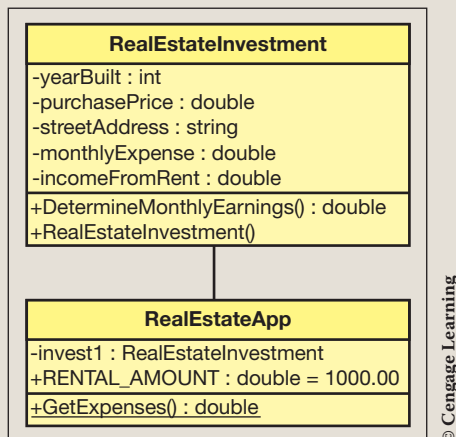 RealEstateInvestment
-yearBuilt : int
-purchasePrice : double
-streetAddress : string
-monthlyExpense : double
-incomeFromRent : double
+DetermineMonthlyEarnings() : double
+RealEstateInvestment()
RealEstateApp
-invest1 : RealEstateInvestment
+RENTAL_AMOUNT : double = 1000.00
+GetExpenses() : double
© Cengage Learning